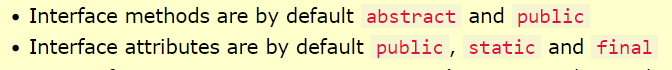 • Interface methods are by default abstract and public
• Interface attributes are by default public, static and final